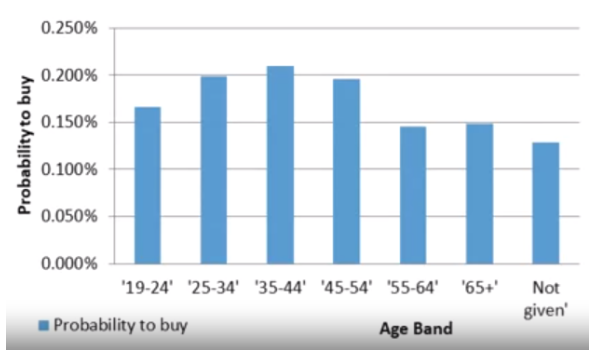 0.250%
0.200%
0.150%
0.100%
0.050%
0.000%
Probability to buy
'19-24' '25-34' '35-44' '45-54' '55-64' '65+' Not
given'
Probability to buy
Age Band